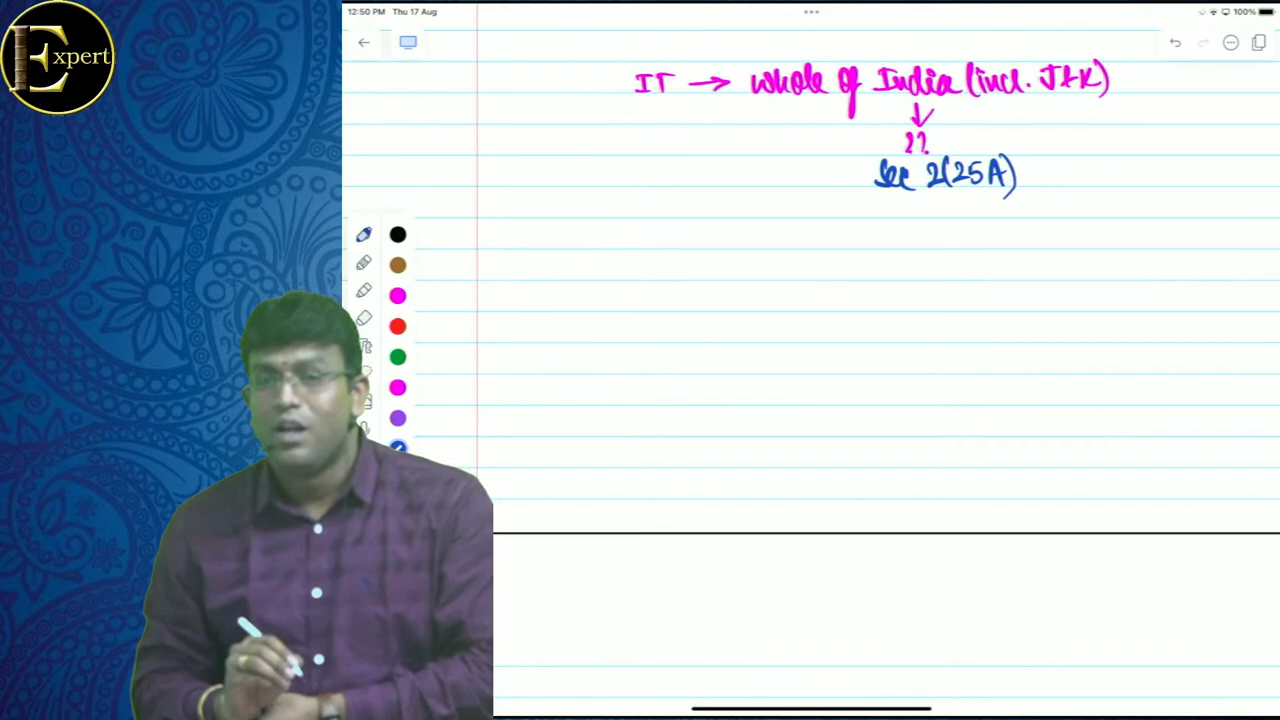 Expert
12:50 PM Thu 17 Aug
100%
IT → Whole of India (incl. J&K)
↓
??
Sec 2(25A)